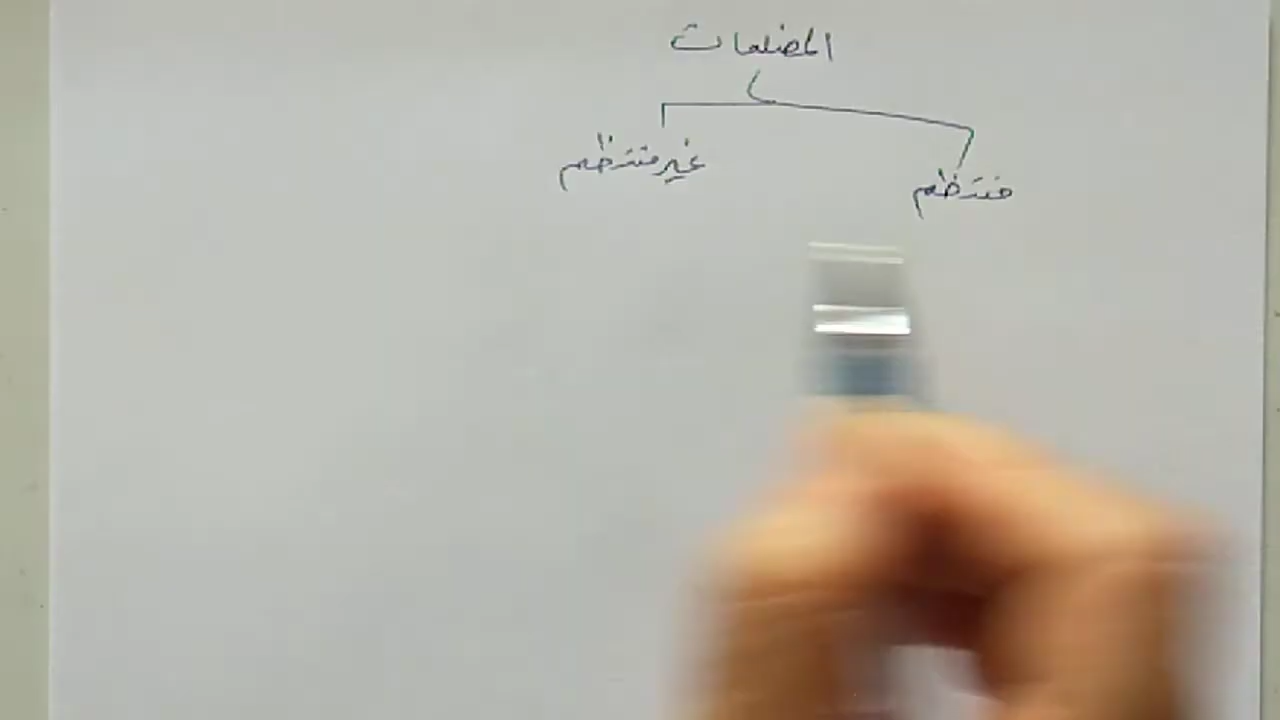 المضلعات
منتظم
غير منتظم